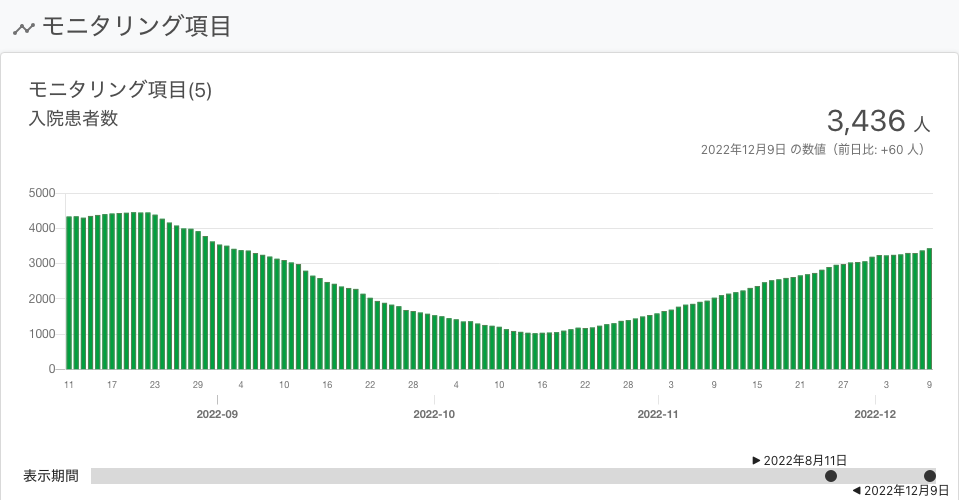 モニタリング項目
モニタリング項目(5)
入院患者数
3,436 人
2022年12月9日 の数値（前日比: +60 人）
5000
4000
3000
2000
1000
0
11 17 23 29 4 10 16 22 28 4 10 16 22 28 3 9 15 21 27 3 9
2022-09 2022-10 2022-11 2022-12
▶ 2022年8月11日
表示期間
◀ 2022年12月9日